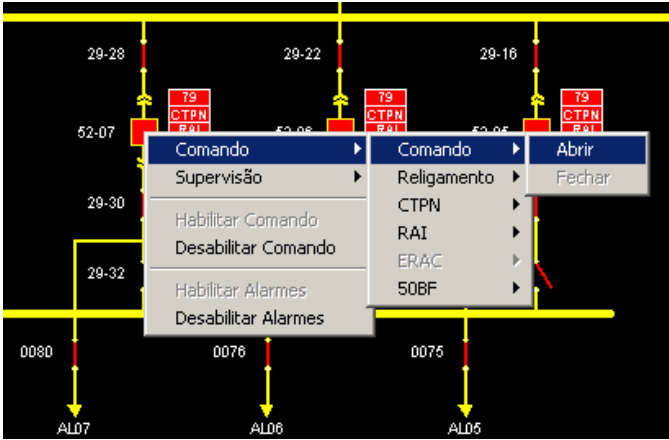 29-28
29-22
29-16
79
CTPN
RAI
79
CTPN
79
CTPN
52-07
Comando
Comando
Abrir
Supervisão
Religamento
Fechar
29-30
CTPN
Habilitar Comando
RAI
Desabilitar Comando
29-32
ERAC
Habilitar Alarmes
50BF
Desabilitar Alarmes
0080
0076
0075
AL07
AL06
AL05